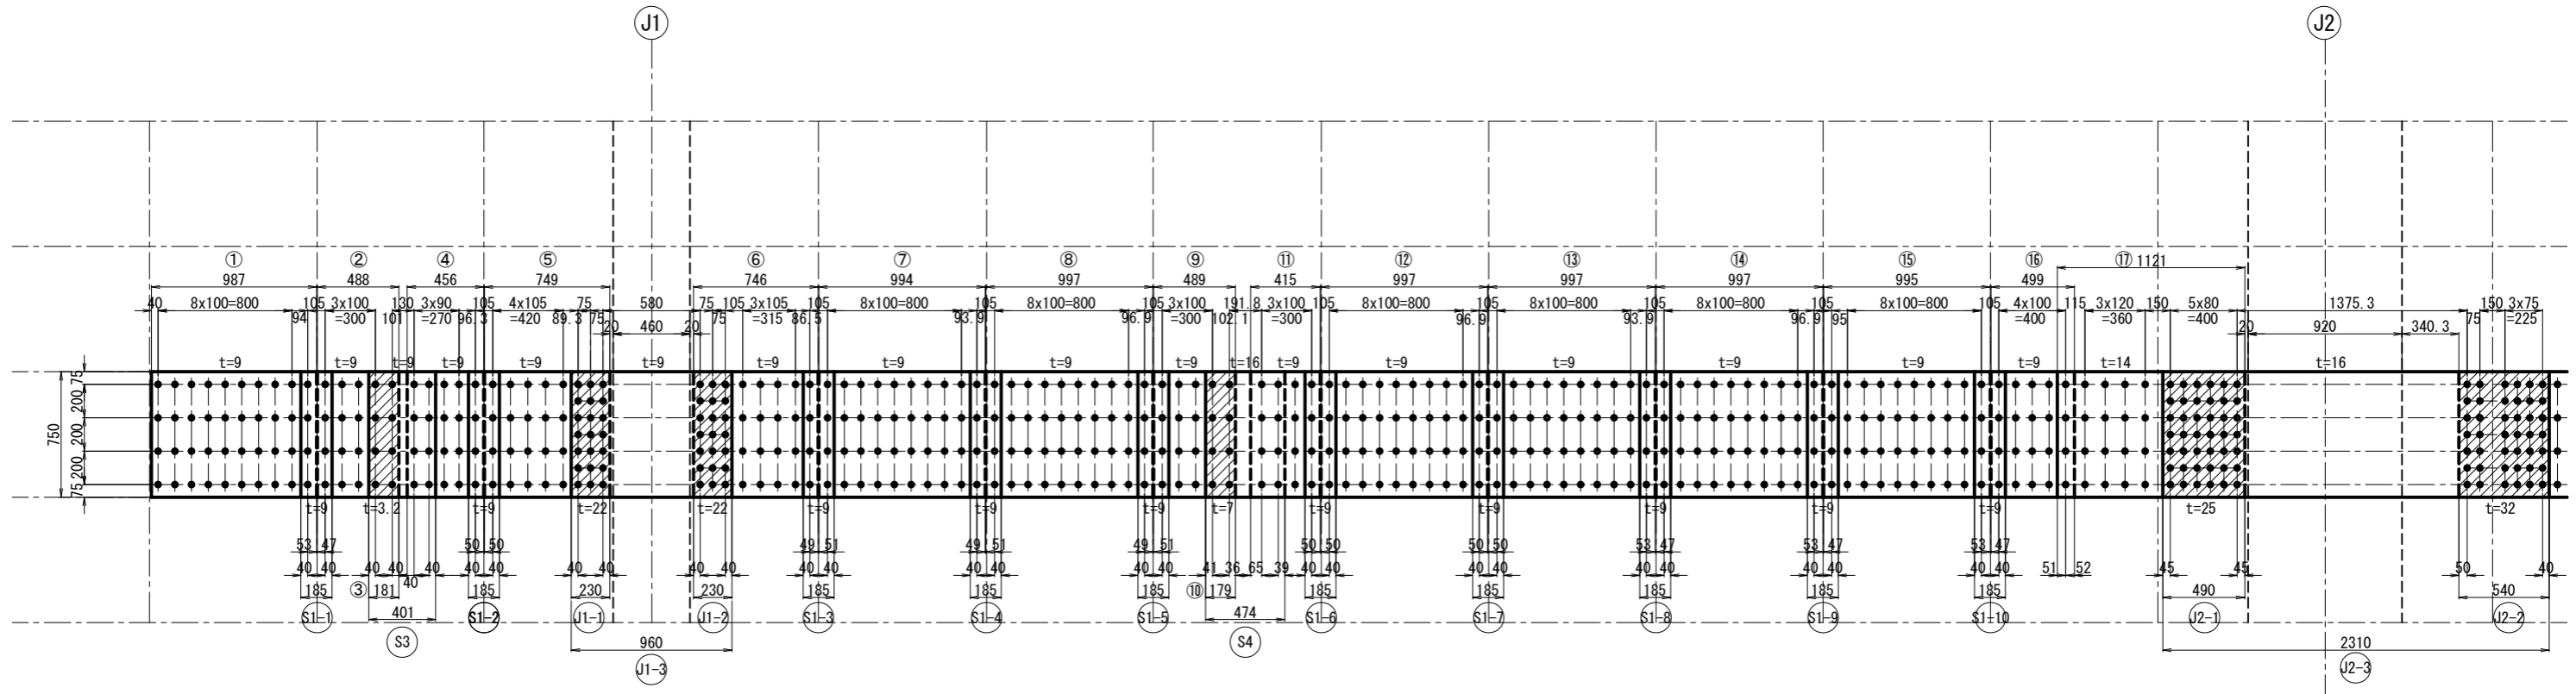 J1 J2
① ② ④ ⑤ ⑥ ⑦ ⑧ ⑨ ⑪ ⑫ ⑬ ⑭ ⑮ ⑯ ⑰ 1121
987 488 456 749 746 994 997 489 415 997 997 997 995 499
40 8x100=800 105 3x100 130 3x90 105 4x105 75 580 75 105 3x105 105 8x100=800 105 8x100=800 105 3x100 191.8 3x100 105 8x100=800 105 8x100=800 105 8x100=800 105 8x100=800 105 4x100 115 3x120 150 5x80 1375.3 150 3x75
94 =300 101 =270 96.3 =420 89.3 75 75 =315 86.5 93.9 96.9 =300 102.1 =300 96.9 93.9 96.9 95 =400 =360 =400 75 =225
20 460 20 20 920 340.3
t=9 t=9 t=9 t=9 t=9 t=9 t=9 t=9 t=9 t=9 t=16 t=9 t=9 t=9 t=9 t=9 t=9 t=14 t=16
75
200
750 200
200
75
t=9 t=3.2 t=9 t=22 t=22 t=9 t=9 t=9 t=7 t=9 t=9 t=9 t=9 t=9 t=25 t=32
53 47 50 50 49 51 49 51 49 51 50 50 50 50 53 47 53 47 53 47
40 40 40 40 40 40 40 40 40 40 40 40 40 40 40 40 40 41 36 65 39 40 40 40 40 40 40 40 40 40 40 51 52 45 45 50 40
40
185 ③ 181 185 230 230 185 185 185 ⑩ 179 185 185 185 185 185 490 540
S1-1 401 S1-2 J1-1 J1-2 S1-3 S1-4 S1-5 474 S1-6 S1-7 S1-8 S1-9 S1-10 J2-1 J2-2
S3 960 S4 2310
J1-3 J2-3